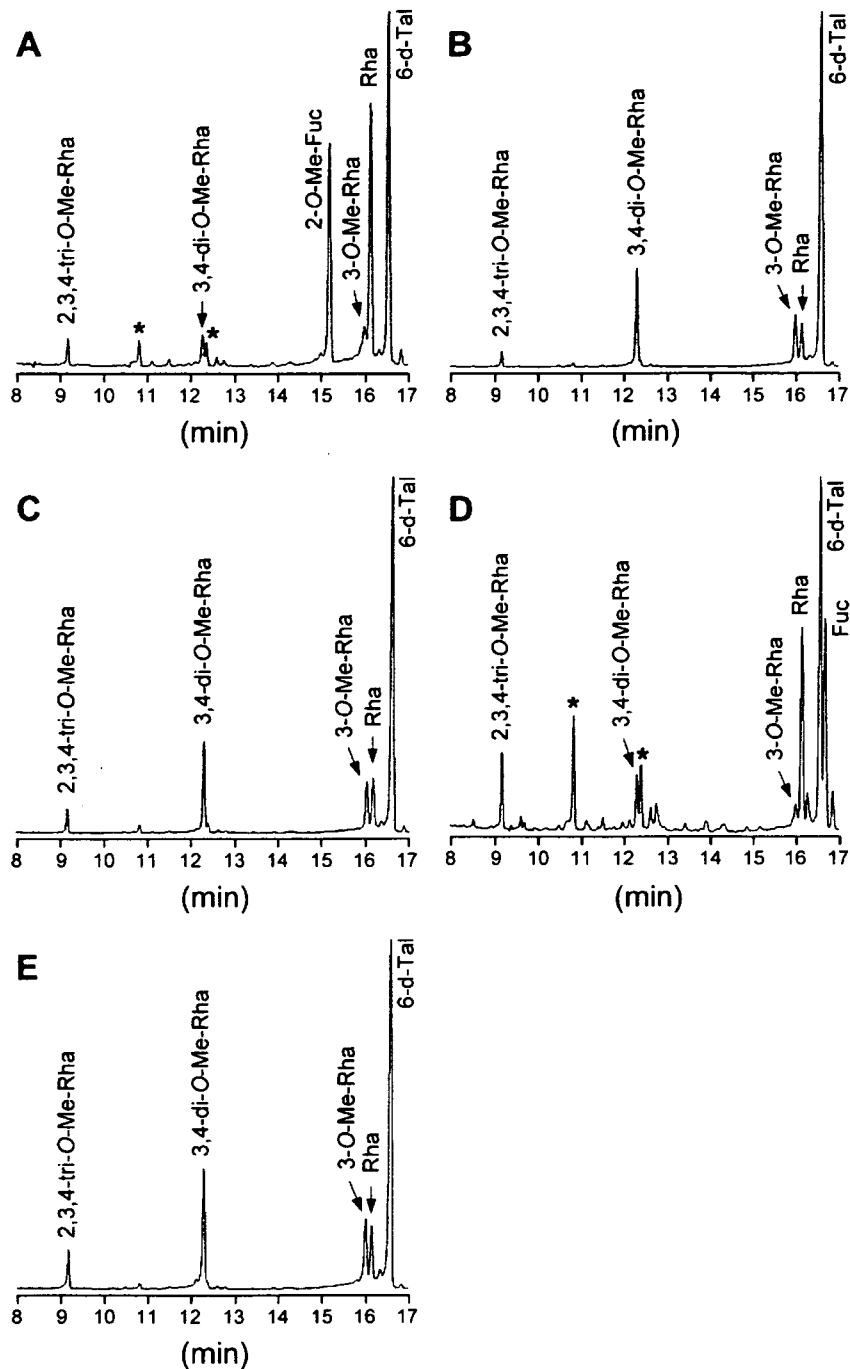 A
2,3,4-tri-O-Me-Rha
*
3,4-di-O-Me-Rha
*
2-O-Me-Fuc
3-O-Me-Rha
Rha
6-d-Tal
8 9 10 11 12 13 14 15 16 17
(min)
B
2,3,4-tri-O-Me-Rha
3,4-di-O-Me-Rha
3-O-Me-Rha
Rha
6-d-Tal
8 9 10 11 12 13 14 15 16 17
(min)
C
2,3,4-tri-O-Me-Rha
3,4-di-O-Me-Rha
3-O-Me-Rha
Rha
6-d-Tal
8 9 10 11 12 13 14 15 16 17
(min)
D
2,3,4-tri-O-Me-Rha
*
3,4-di-O-Me-Rha
*
3-O-Me-Rha
Rha
6-d-Tal
Fuc
8 9 10 11 12 13 14 15 16 17
(min)
E
2,3,4-tri-O-Me-Rha
3,4-di-O-Me-Rha
3-O-Me-Rha
Rha
6-d-Tal
8 9 10 11 12 13 14 15 16 17
(min)